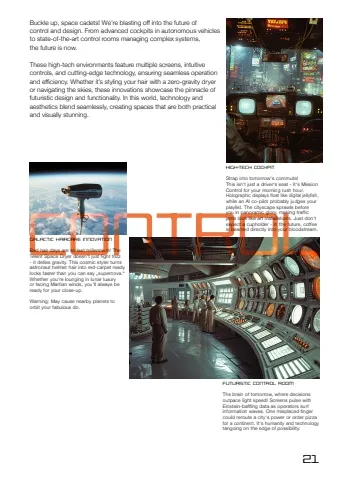 Buckle up, space cadets! We're blasting off into the future of
control and design. From advanced cockpits in autonomous vehicles
to state-of-the-art control rooms managing complex systems,
the future is now.
These high-tech environments feature multiple screens, intuitive
controls, and cutting-edge technology, ensuring seamless operation
and efficiency. Whether it's styling your hair with a zero-gravity dryer
or navigating the skies, these innovations showcase the pinnacle of
futuristic design and functionality. In this world, technology and
aesthetics blend seamlessly, creating spaces that are both practical
and visually stunning.
HIGH-TECH COCKPIT
Strap into tomorrow's commute!
This isn't just a driver's seat - it's Mission
Control for your morning rush hour.
Holographic displays float like digital jellyfish,
while an AI co-pilot probably judges your
playlist. The cityscape sprawls before
you in panoramic glory, making traffic
jams look like art installations. Just don't
expect a cupholder - in the future, coffee
is beamed directly into your bloodstream.
CONTROL
GALACTIC HAIRCARE INNOVATION
Bad hair days are so last millennia! The
Telent Space Dryer doesn't just fight frizz
- it defies gravity. This cosmic styler turns
astronaut helmet hair into red-carpet ready
locks faster than you can say "supernova."
Whether you're lounging in lunar luxury
or facing Martian winds, you'll always be
ready for your close-up.
Warning: May cause nearby planets to
orbit your fabulous do.
FUTURISTIC CONTROL ROOM
The brain of tomorrow, where decisions
outpace light speed! Screens pulse with
Einstein-baffling data as operators surf
information waves. One misplaced finger
could reroute a city's power or order pizza
for a continent. It's humanity and technology
tangoing on the edge of possibility.
21